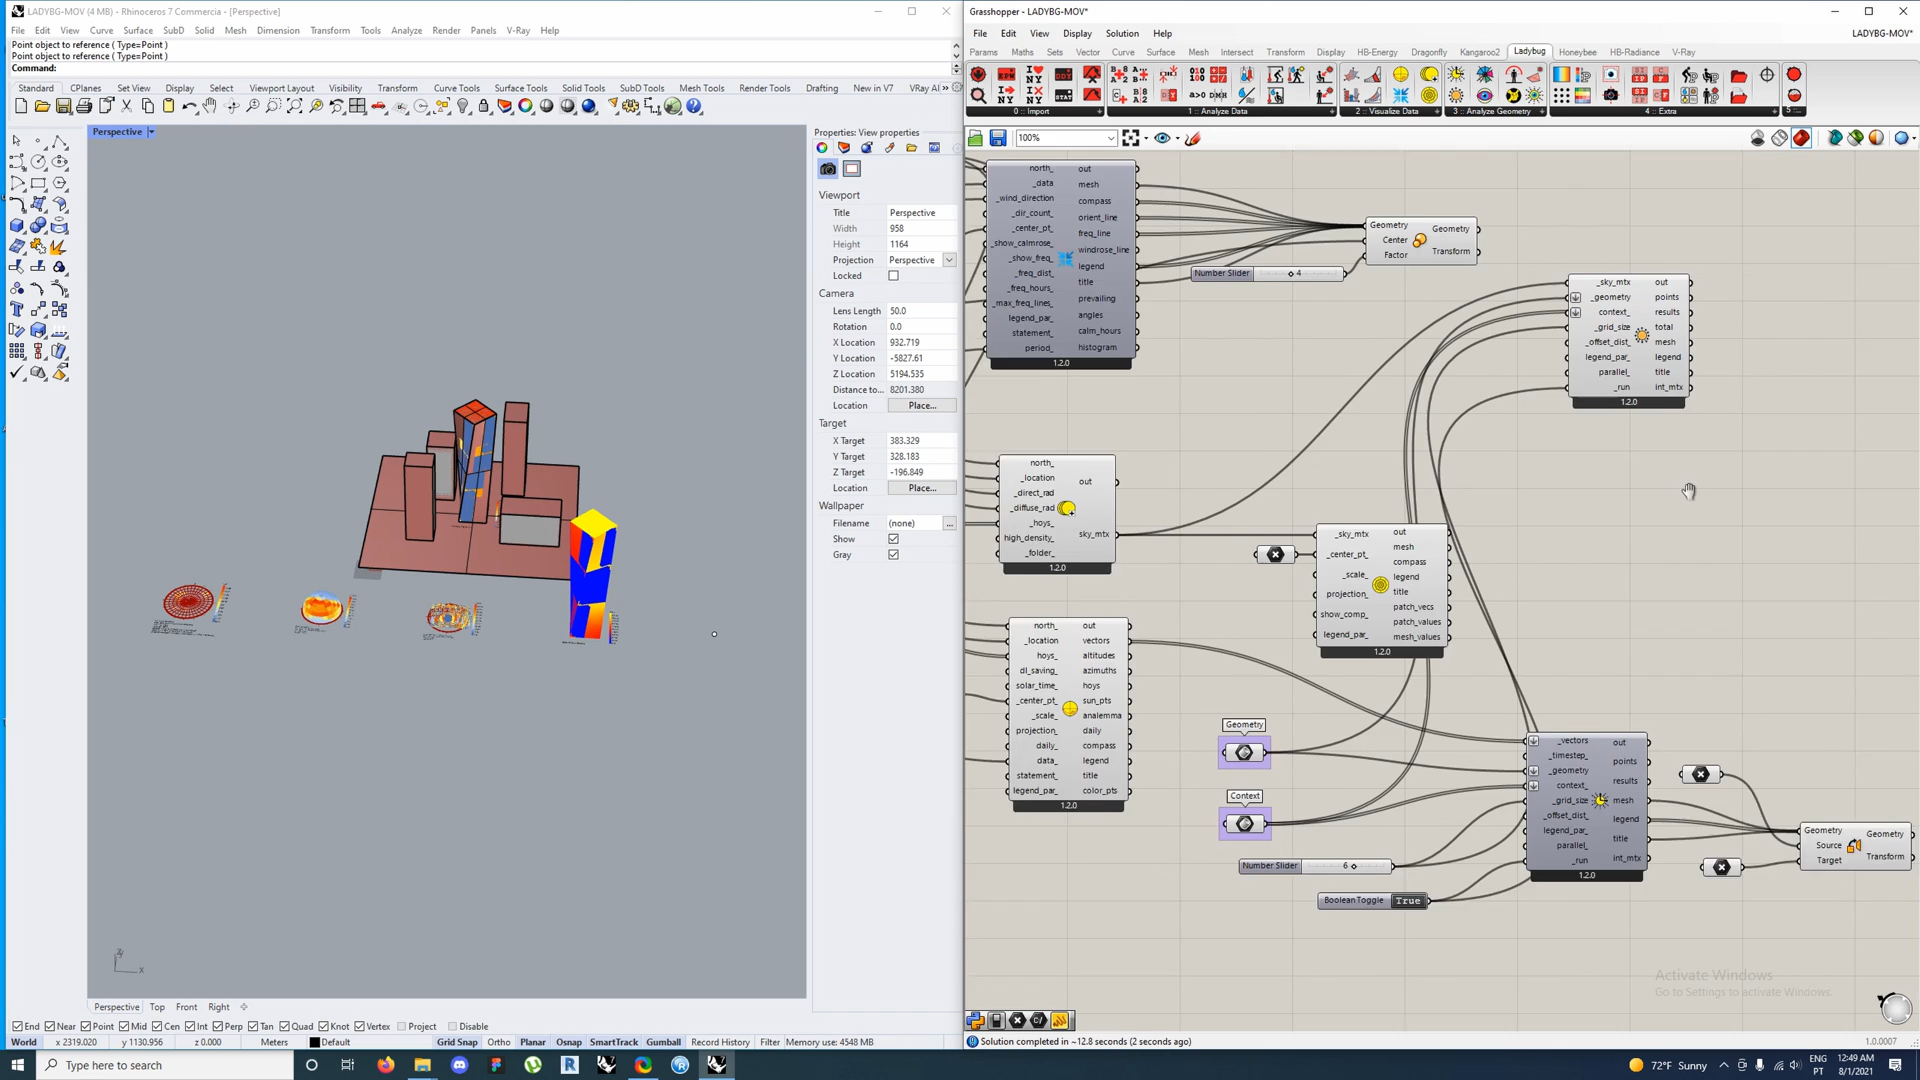 LADYBG-MOV (4 MB) - Rhinoceros 7 Commercia - [Perspective]
File Edit View Curve Surface SubD Solid Mesh Dimension Transform Tools Analyze Render Panels V-Ray Help
Point object to reference ( Type=Point )
Point object to reference ( Type=Point )
Command:
Standard CPlanes Set View Display Select Viewport Layout Visibility Transform Curve Tools Surface Tools Solid Tools SubD Tools Mesh Tools Render Tools Drafting New in V7 VRay Al
Perspective
Properties: View properties
Viewport
Title Perspective
Width 958
Height 1164
Projection Perspective
Locked
Camera
Lens Length 50.0
Rotation 0.0
X Location 932.719
Y Location -5827.61
Z Location 5194.535
Distance to... 8201.380
Location Place...
Target
X Target 383.329
Y Target 328.183
Z Target -196.849
Location Place...
Wallpaper
Filename (none) ...
Show
Gray
Perspective Top Front Right
End Near Point Mid Cen Int Perp Tan Quad Knot Vertex Project Disable
World x 2319.020 y 1130.956 z 0.000 Meters Default Grid Snap Ortho Planar Osnap SmartTrack Gumball Record History Filter Memory use: 4548 MB
Grasshopper - LADYBG-MOV*
File Edit View Display Solution Help
LADYBG-MOV*
Params Maths Sets Vector Curve Surface Mesh Intersect Transform Display HB-Energy Dragonfly Kangaroo2 Ladybug Honeybee HB-Radiance V-Ray
0 :: Import 1 :: Analyze Data 2 :: Visualize Data 3 :: Analyze Geometry 4 :: Extra
100%
north_ out
_data mesh
_wind_direction compass
_dir_count_ orient_line
_center_pt_ freq_line
_show_calmrose_ windrose_line
_show_freq_ legend
_freq_dist_ title
_freq_hours_ prevailing
_max_freq_lines_ angles
legend_par_ calm_hours
statement_ histogram
period_
1.2.0
Number Slider 4
Geometry Geometry
Center
Factor Transform
_sky_mtx out
_geometry points
context_ results
_grid_size total
_offset_dist_ mesh
legend_par_ legend
parallel_ title
_run int_mtx
1.2.0
north_
_location out
_direct_rad
_diffuse_rad
_hoys_
high_density_ sky_mtx
_folder_
1.2.0
_sky_mtx out
_center_pt_ mesh
_scale_ compass
projection_ legend
show_comp_ title
legend_par_ patch_vecs
patch_values
mesh_values
1.2.0
north_ out
_location vectors
hoys_ altitudes
dl_saving_ azimuths
solar_time_ hoys
_center_pt_ sun_pts
_scale_ analemma
projection_ daily
daily_ compass
data_ legend
statement_ title
legend_par_ color_pts
1.2.0
Geometry
Context
Number Slider 6
Boolean Toggle True
_vectors out
_timestep_ points
_geometry results
context_ mesh
_grid_size legend
_offset_dist_ title
legend_par_ int_mtx
parallel_
_run
1.2.0
Geometry Geometry
Source
Target Transform
Activate Windows
Go to Settings to activate Windows.
Solution completed in ~12.8 seconds (2 seconds ago)
1.0.0007
Type here to search
72°F Sunny
ENG
PT
12:49 AM
8/1/2021